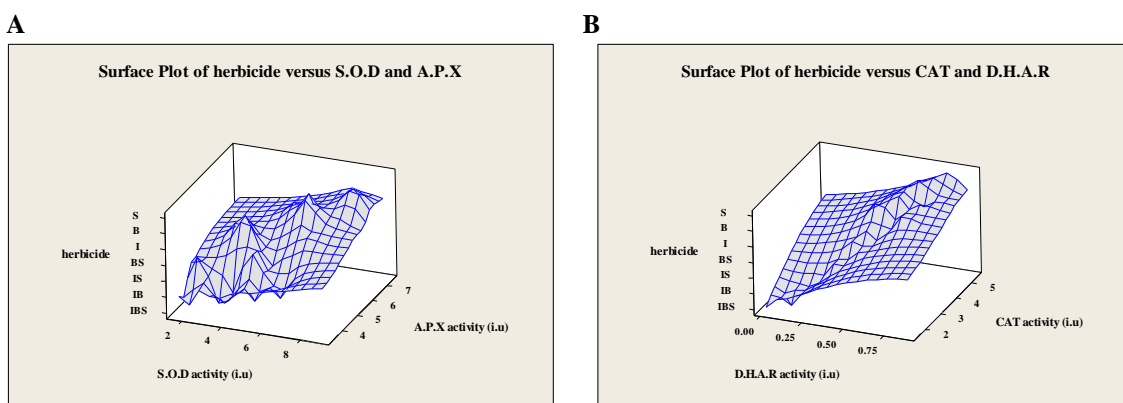 A
Surface Plot of herbicide versus S.O.D and A.P.X
S
B
I
BS
IS
IB
IBS
herbicide
2
4
6
8
S.O.D activity (i.u)
4
5
6
7
A.P.X activity (i.u)
B
Surface Plot of herbicide versus CAT and D.H.A.R
S
B
I
BS
IS
IB
IBS
herbicide
0.00
0.25
0.50
0.75
D.H.A.R activity (i.u)
2
3
4
5
CAT activity (i.u)